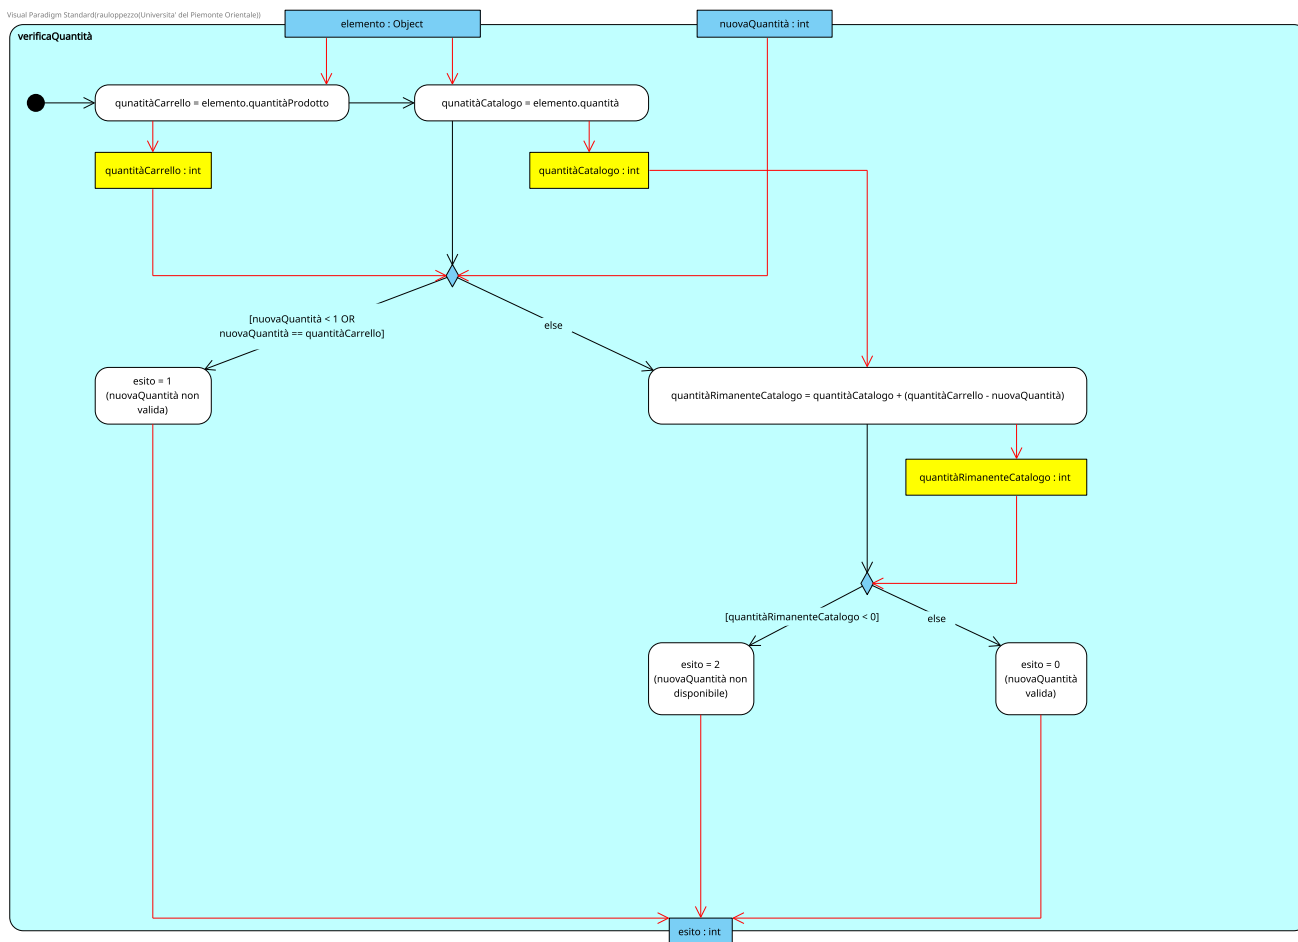 Visual Paradigm Standard(rauloppezzo(Universita' del Piemonte Orientale))
elemento : Object
nuovaQuantità : int
verificaQuantità
qunatitàCarrello = elemento.quantitàProdotto
qunatitàCatalogo = elemento.quantità
quantitàCarrello : int
quantitàCatalogo : int
[nuovaQuantità < 1 OR
nuovaQuantità == quantitàCarrello]
else
esito = 1
(nuovaQuantità non
valida)
quantitàRimanenteCatalogo = quantitàCatalogo + (quantitàCarrello - nuovaQuantità)
quantitàRimanenteCatalogo : int
[quantitàRimanenteCatalogo < 0]
else
esito = 2
(nuovaQuantità non
disponibile)
esito = 0
(nuovaQuantità
valida)
esito : int